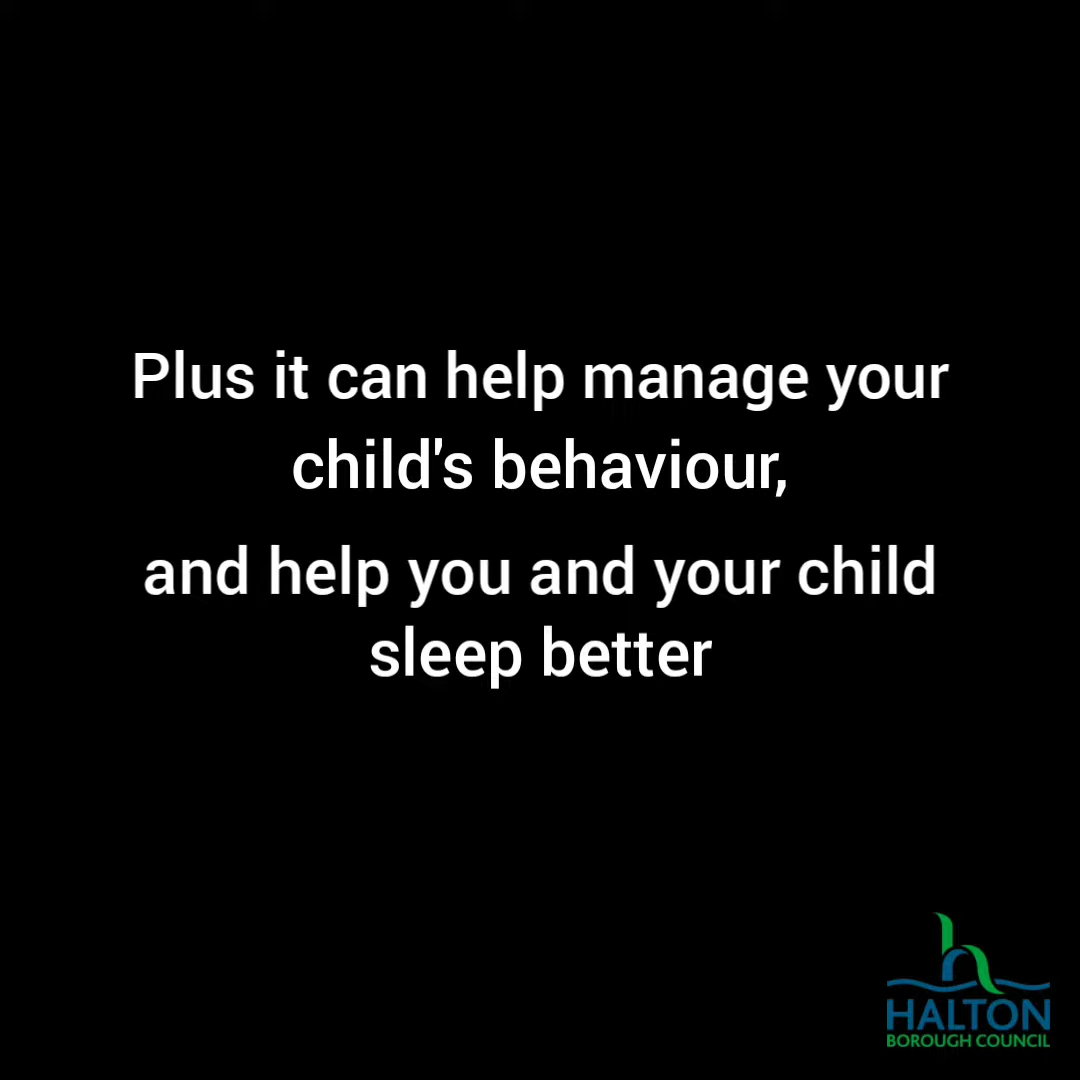 Plus it can help manage your
child's behaviour,
and help you and your child
sleep better
HALTON
BOROUGH COUNCIL